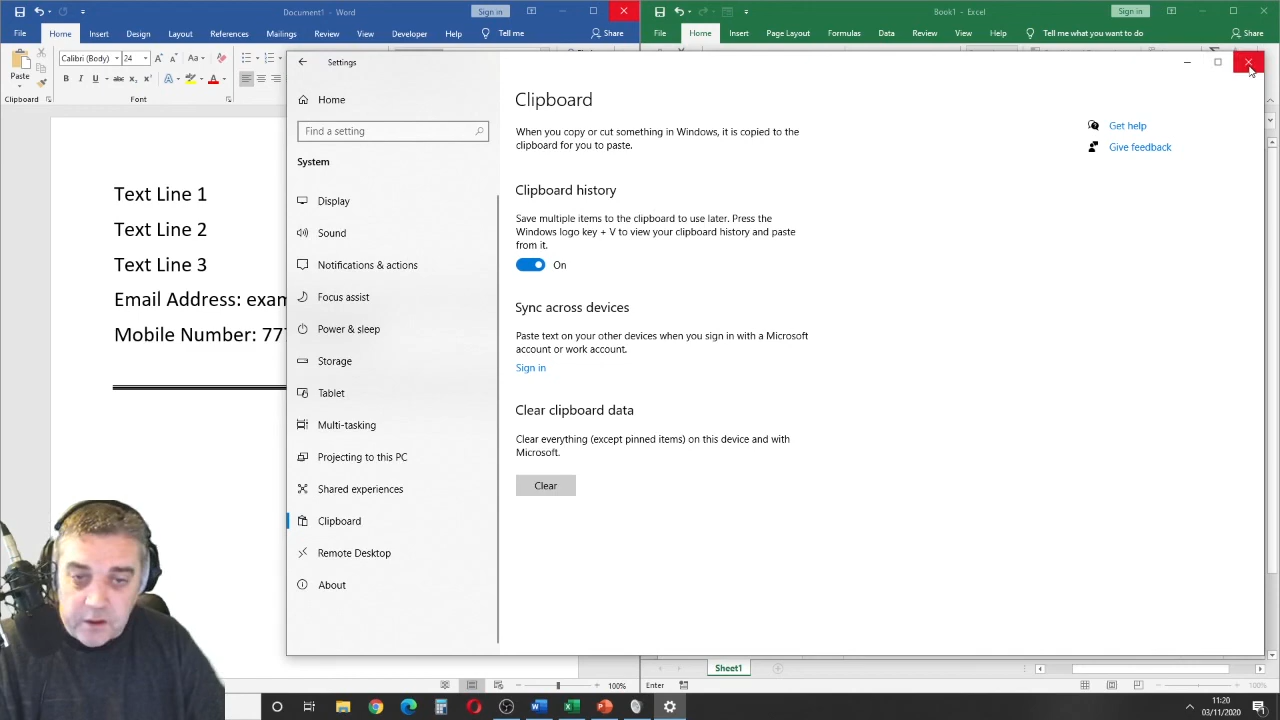 Document1 - Word
Sign in
Book1 - Excel
Sign in
File Home Insert Design Layout References Mailings Review View Developer Tell me Share
File Home Insert Page Layout Formulas Data Review View Help Tell me what you want to do Share
Paste
Calibri (Body) 24
Aa
B I U abc x
Clipboard
Font
Text Line 1
Text Line 2
Text Line 3
Email Address: exam
Mobile Number: 777
Settings
Home
Find a setting
System
Display
Sound
Notifications & actions
Focus assist
Power & sleep
Storage
Tablet
Multi-tasking
Projecting to this PC
Shared experiences
Clipboard
Remote Desktop
About
Clipboard
When you copy or cut something in Windows, it is copied to the
clipboard for you to paste.
Clipboard history
Save multiple items to the clipboard to use later. Press the
Windows logo key + V to view your clipboard history and paste
from it.
On
Sync across devices
Paste text on your other devices when you sign in with a Microsoft
account or work account.
Sign in
Clear clipboard data
Clear everything (except pinned items) on this device and with
Microsoft.
Clear
Get help
Give feedback
Sheet1
100%
Enter
100%
11:20
03/11/2020